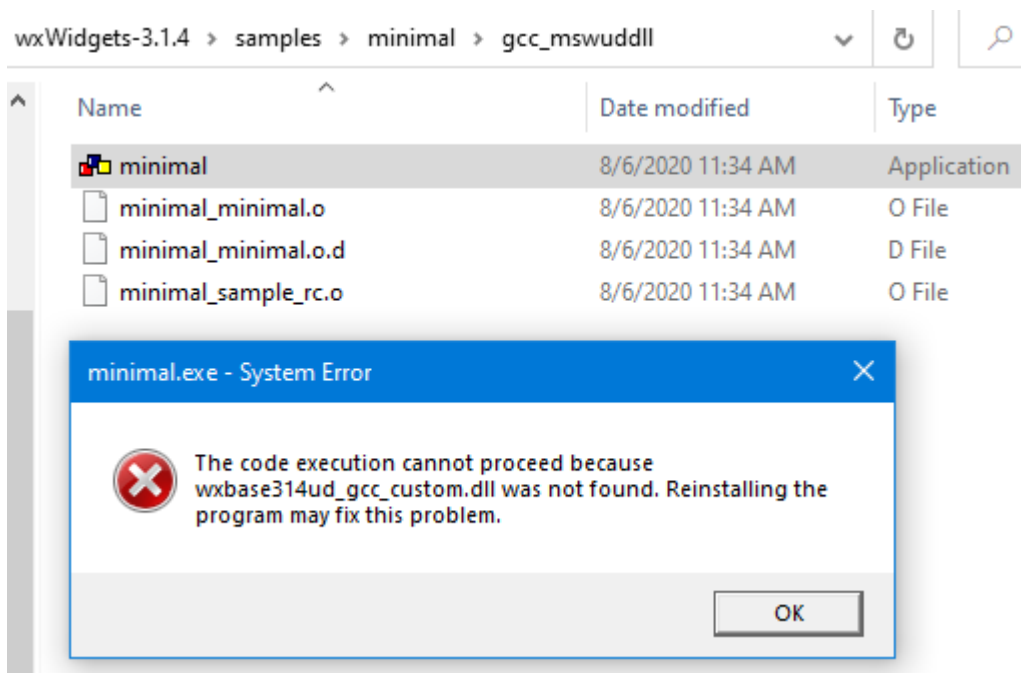 wxWidgets-3.1.4 > samples > minimal > gcc_mswuddll
Name Date modified Type
minimal 8/6/2020 11:34 AM Application
minimal_minimal.o 8/6/2020 11:34 AM O File
minimal_minimal.o.d 8/6/2020 11:34 AM D File
minimal_sample_rc.o 8/6/2020 11:34 AM O File
minimal.exe - System Error
The code execution cannot proceed because
wxbase314ud_gcc_custom.dll was not found. Reinstalling the
program may fix this problem.
OK